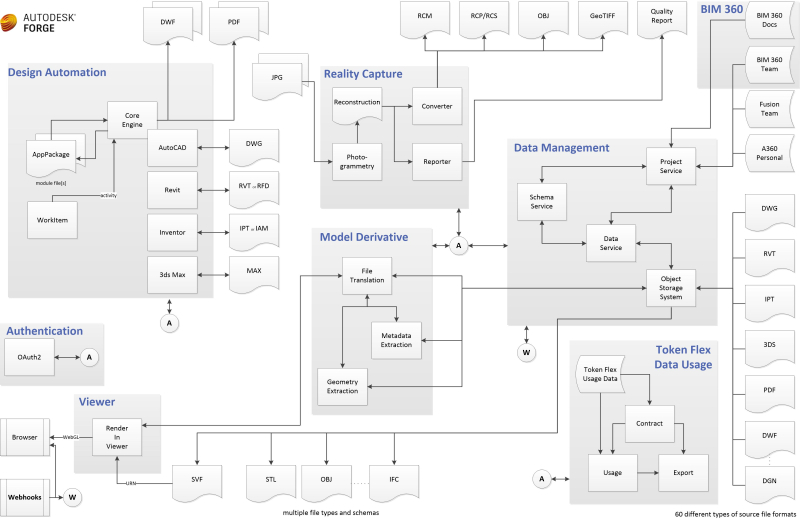 AUTODESK®
FORGE
DWF
PDF
RCM
RCP/RCS
OBJ
GeoTIFF
Quality
Report
BIM 360
BIM 360
Docs
BIM 360
Team
Fusion
Team
A360
Personal
Design Automation
Core
Engine
AppPackage
module file(s)
activity
WorkItem
AutoCAD
DWG
Revit
RVT or RFD
Inventor
IPT or IAM
3ds Max
MAX
A
JPG
Reality Capture
Reconstruction
Converter
Photo-
grammetry
Reporter
A
Data Management
Project
Service
Schema
Service
Data
Service
Object
Storage
System
W
Model Derivative
File
Translation
Metadata
Extraction
Geometry
Extraction
DWG
RVT
IPT
3DS
PDF
DWF
DGN
60 different types of source file formats
Authentication
OAuth2
A
Viewer
Render
In
Viewer
WebGL
Browser
Webhooks
W
URN
SVF
STL
OBJ
IFC
multiple file types and schemas
Token Flex
Data Usage
Token Flex
Usage Data
Contract
Usage
Export
A